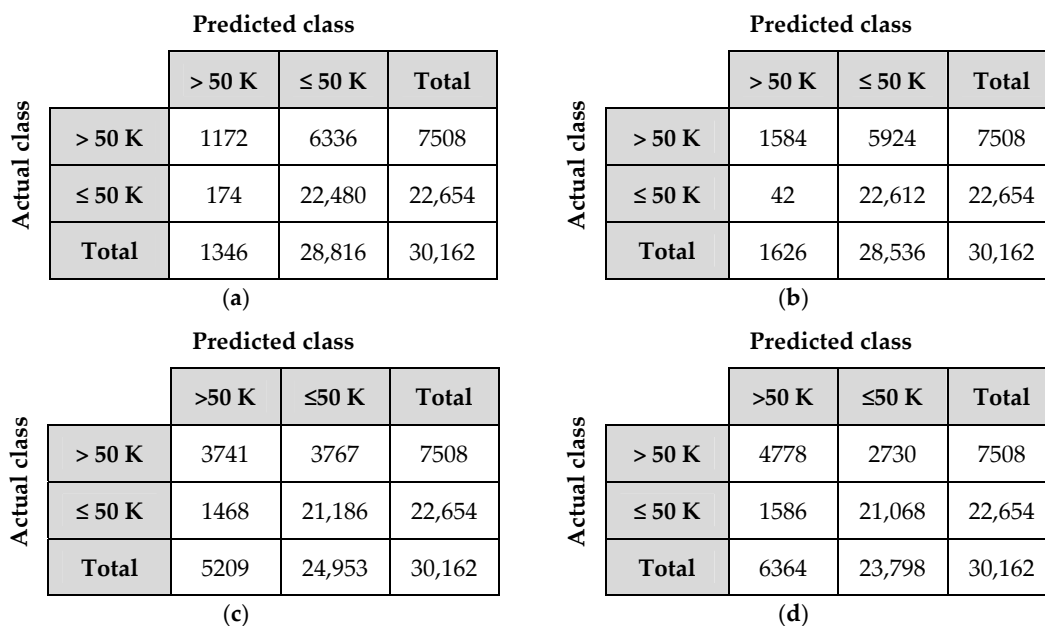 Predicted class
> 50 K ≤ 50 K Total
Actual class
> 50 K 1172 6336 7508
≤ 50 K 174 22,480 22,654
Total 1346 28,816 30,162
(a)
Predicted class
> 50 K ≤ 50 K Total
Actual class
> 50 K 1584 5924 7508
≤ 50 K 42 22,612 22,654
Total 1626 28,536 30,162
(b)
Predicted class
>50 K ≤50 K Total
Actual class
> 50 K 3741 3767 7508
≤ 50 K 1468 21,186 22,654
Total 5209 24,953 30,162
(c)
Predicted class
>50 K ≤50 K Total
Actual class
> 50 K 4778 2730 7508
≤ 50 K 1586 21,068 22,654
Total 6364 23,798 30,162
(d)